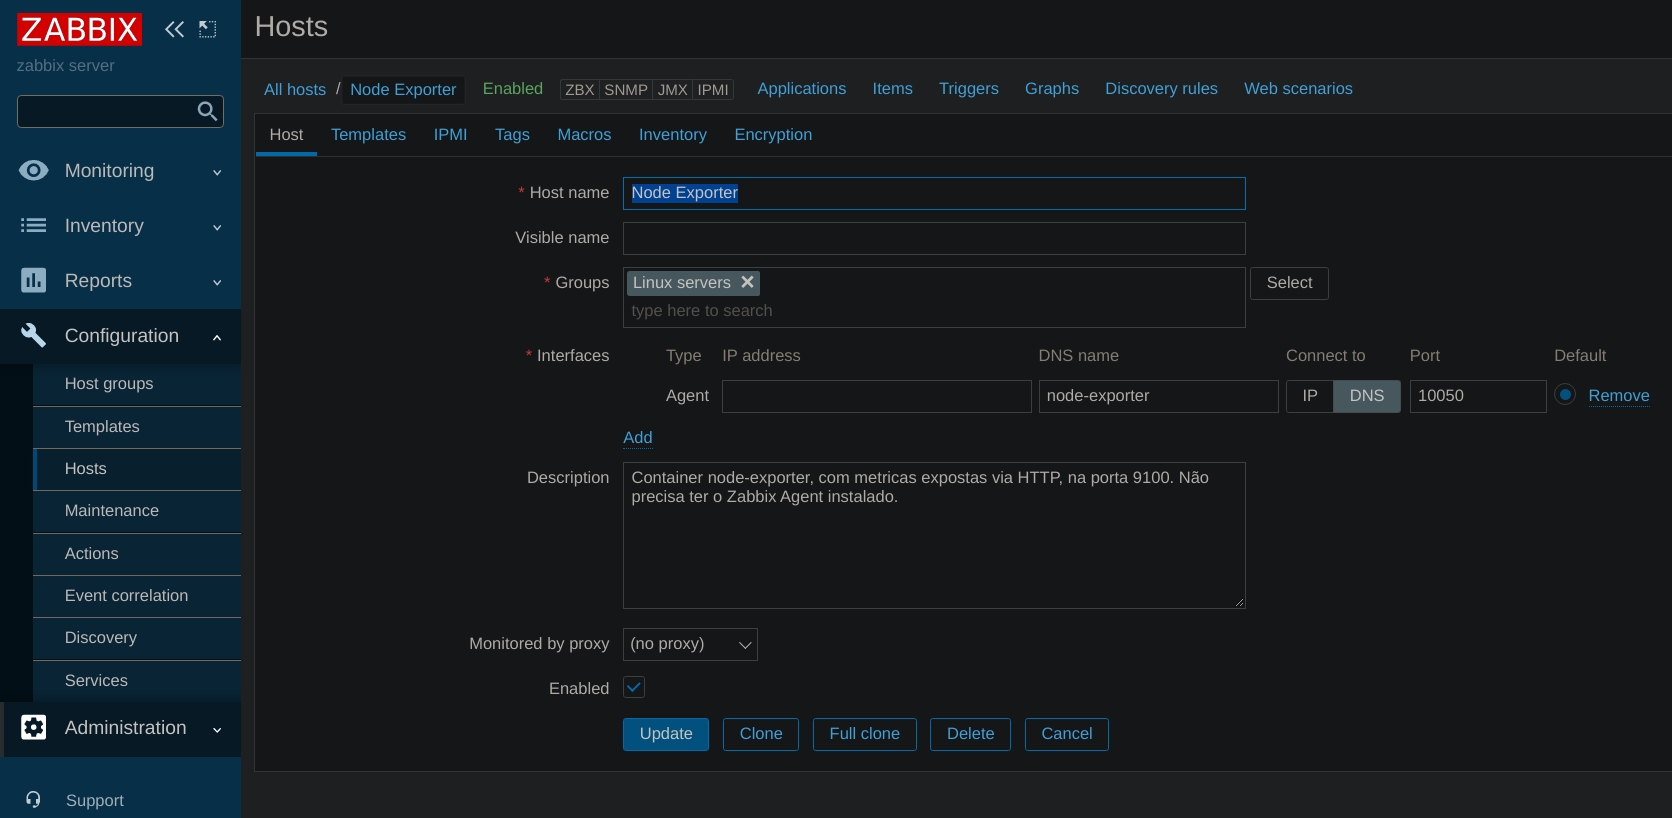 ZABBIX
zabbix server
Monitoring
Inventory
Reports
Configuration
Host groups
Templates
Hosts
Maintenance
Actions
Event correlation
Discovery
Services
Administration
Support
Hosts
All hosts / Node Exporter Enabled ZBX SNMP JMX IPMI Applications Items Triggers Graphs Discovery rules Web scenarios
Host Templates IPMI Tags Macros Inventory Encryption
* Host name Node Exporter
Visible name
* Groups Linux servers Select
type here to search
* Interfaces Type IP address DNS name Connect to Port Default
Agent node-exporter IP DNS 10050 Remove
Add
Description Container node-exporter, com metricas expostas via HTTP, na porta 9100. Não
precisa ter o Zabbix Agent instalado.
Monitored by proxy (no proxy)
Enabled
Update Clone Full clone Delete Cancel